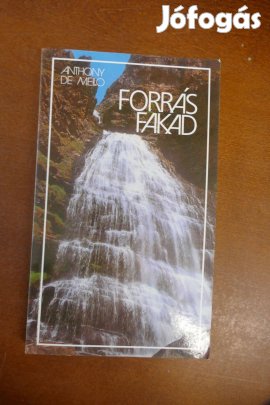 Jófogás
ANTHONY
DE MELLO
FORRÁS
FAKAD